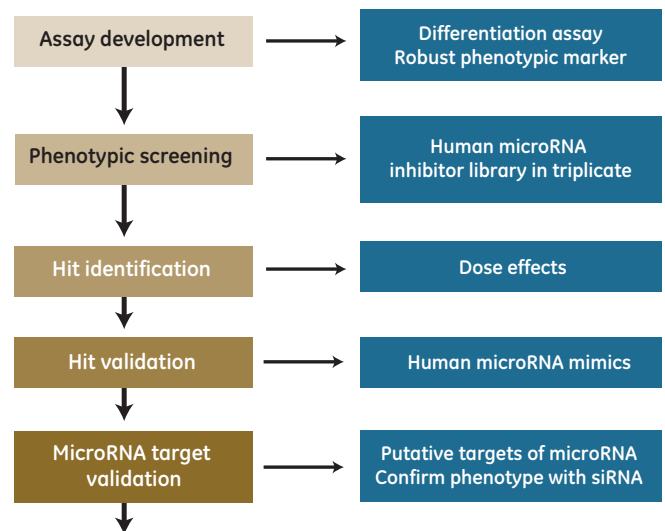 Assay development
Differentiation assay
Robust phenotypic marker
Phenotypic screening
Human microRNA
inhibitor library in triplicate
Hit identification
Dose effects
Hit validation
Human microRNA mimics
MicroRNA target
validation
Putative targets of microRNA
Confirm phenotype with siRNA